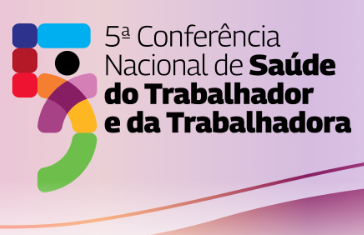 5ª Conferência
Nacional de Saúde
do Trabalhador
e da Trabalhadora